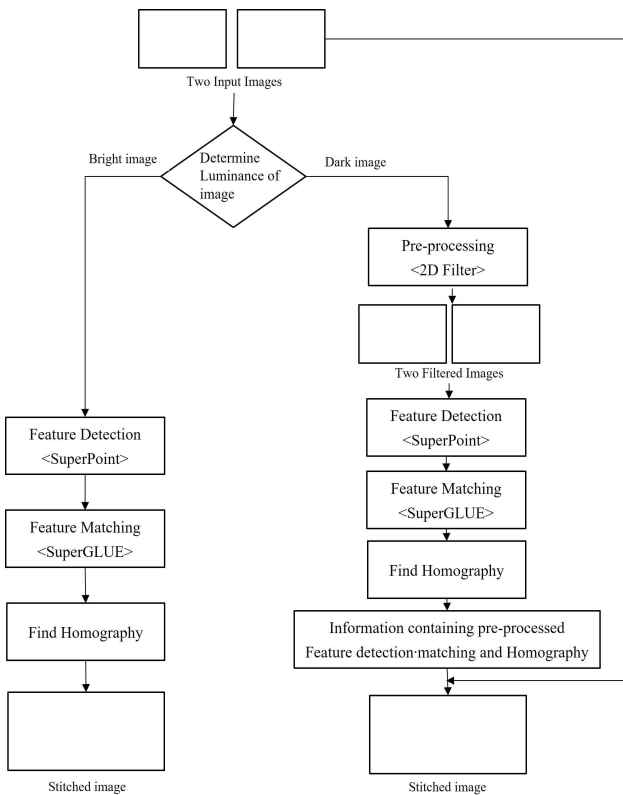 Two Input Images
Bright image
Determine
Luminance of
image
Dark image
Pre-processing
<2D Filter>
Two Filtered Images
Feature Detection
<SuperPoint>
Feature Matching
<SuperGLUE>
Find Homography
Information containing pre-processed
Feature detection·matching and Homography
Stitched image
Feature Detection
<SuperPoint>
Feature Matching
<SuperGLUE>
Find Homography
Stitched image